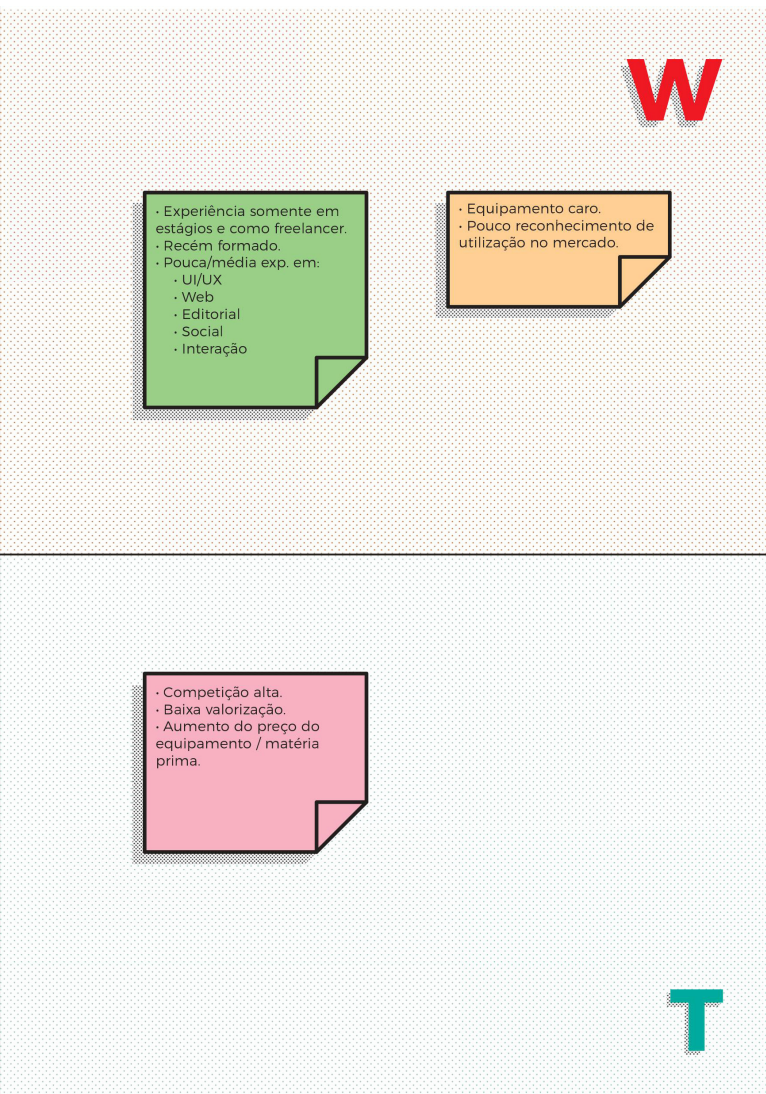 W
· Experiência somente em
estágios e como freelancer.
· Recém formado.
· Pouca/média exp. em:
· UI/UX
· Web
· Editorial
· Social
· Interação
· Equipamento caro.
· Pouco reconhecimento de
utilização no mercado.
· Competição alta.
· Baixa valorização.
· Aumento do preço do
equipamento / matéria
prima.
T